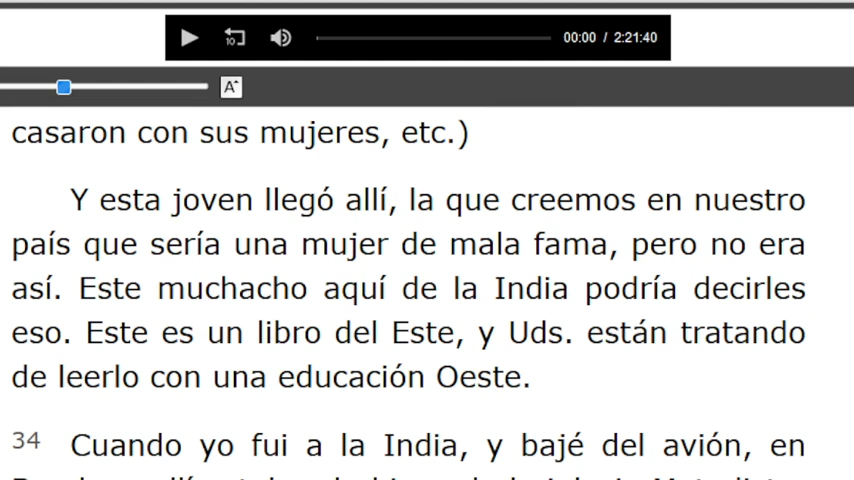 00:00 / 2:21:40
10
A^
casaron con sus mujeres, etc.)
Y esta joven llegó allí, la que creemos en nuestro
país que sería una mujer de mala fama, pero no era
así. Este muchacho aquí de la India podría decirles
eso. Este es un libro del Este, y Uds. están tratando
de leerlo con una educación Oeste.
34 Cuando yo fui a la India, y bajé del avión, en